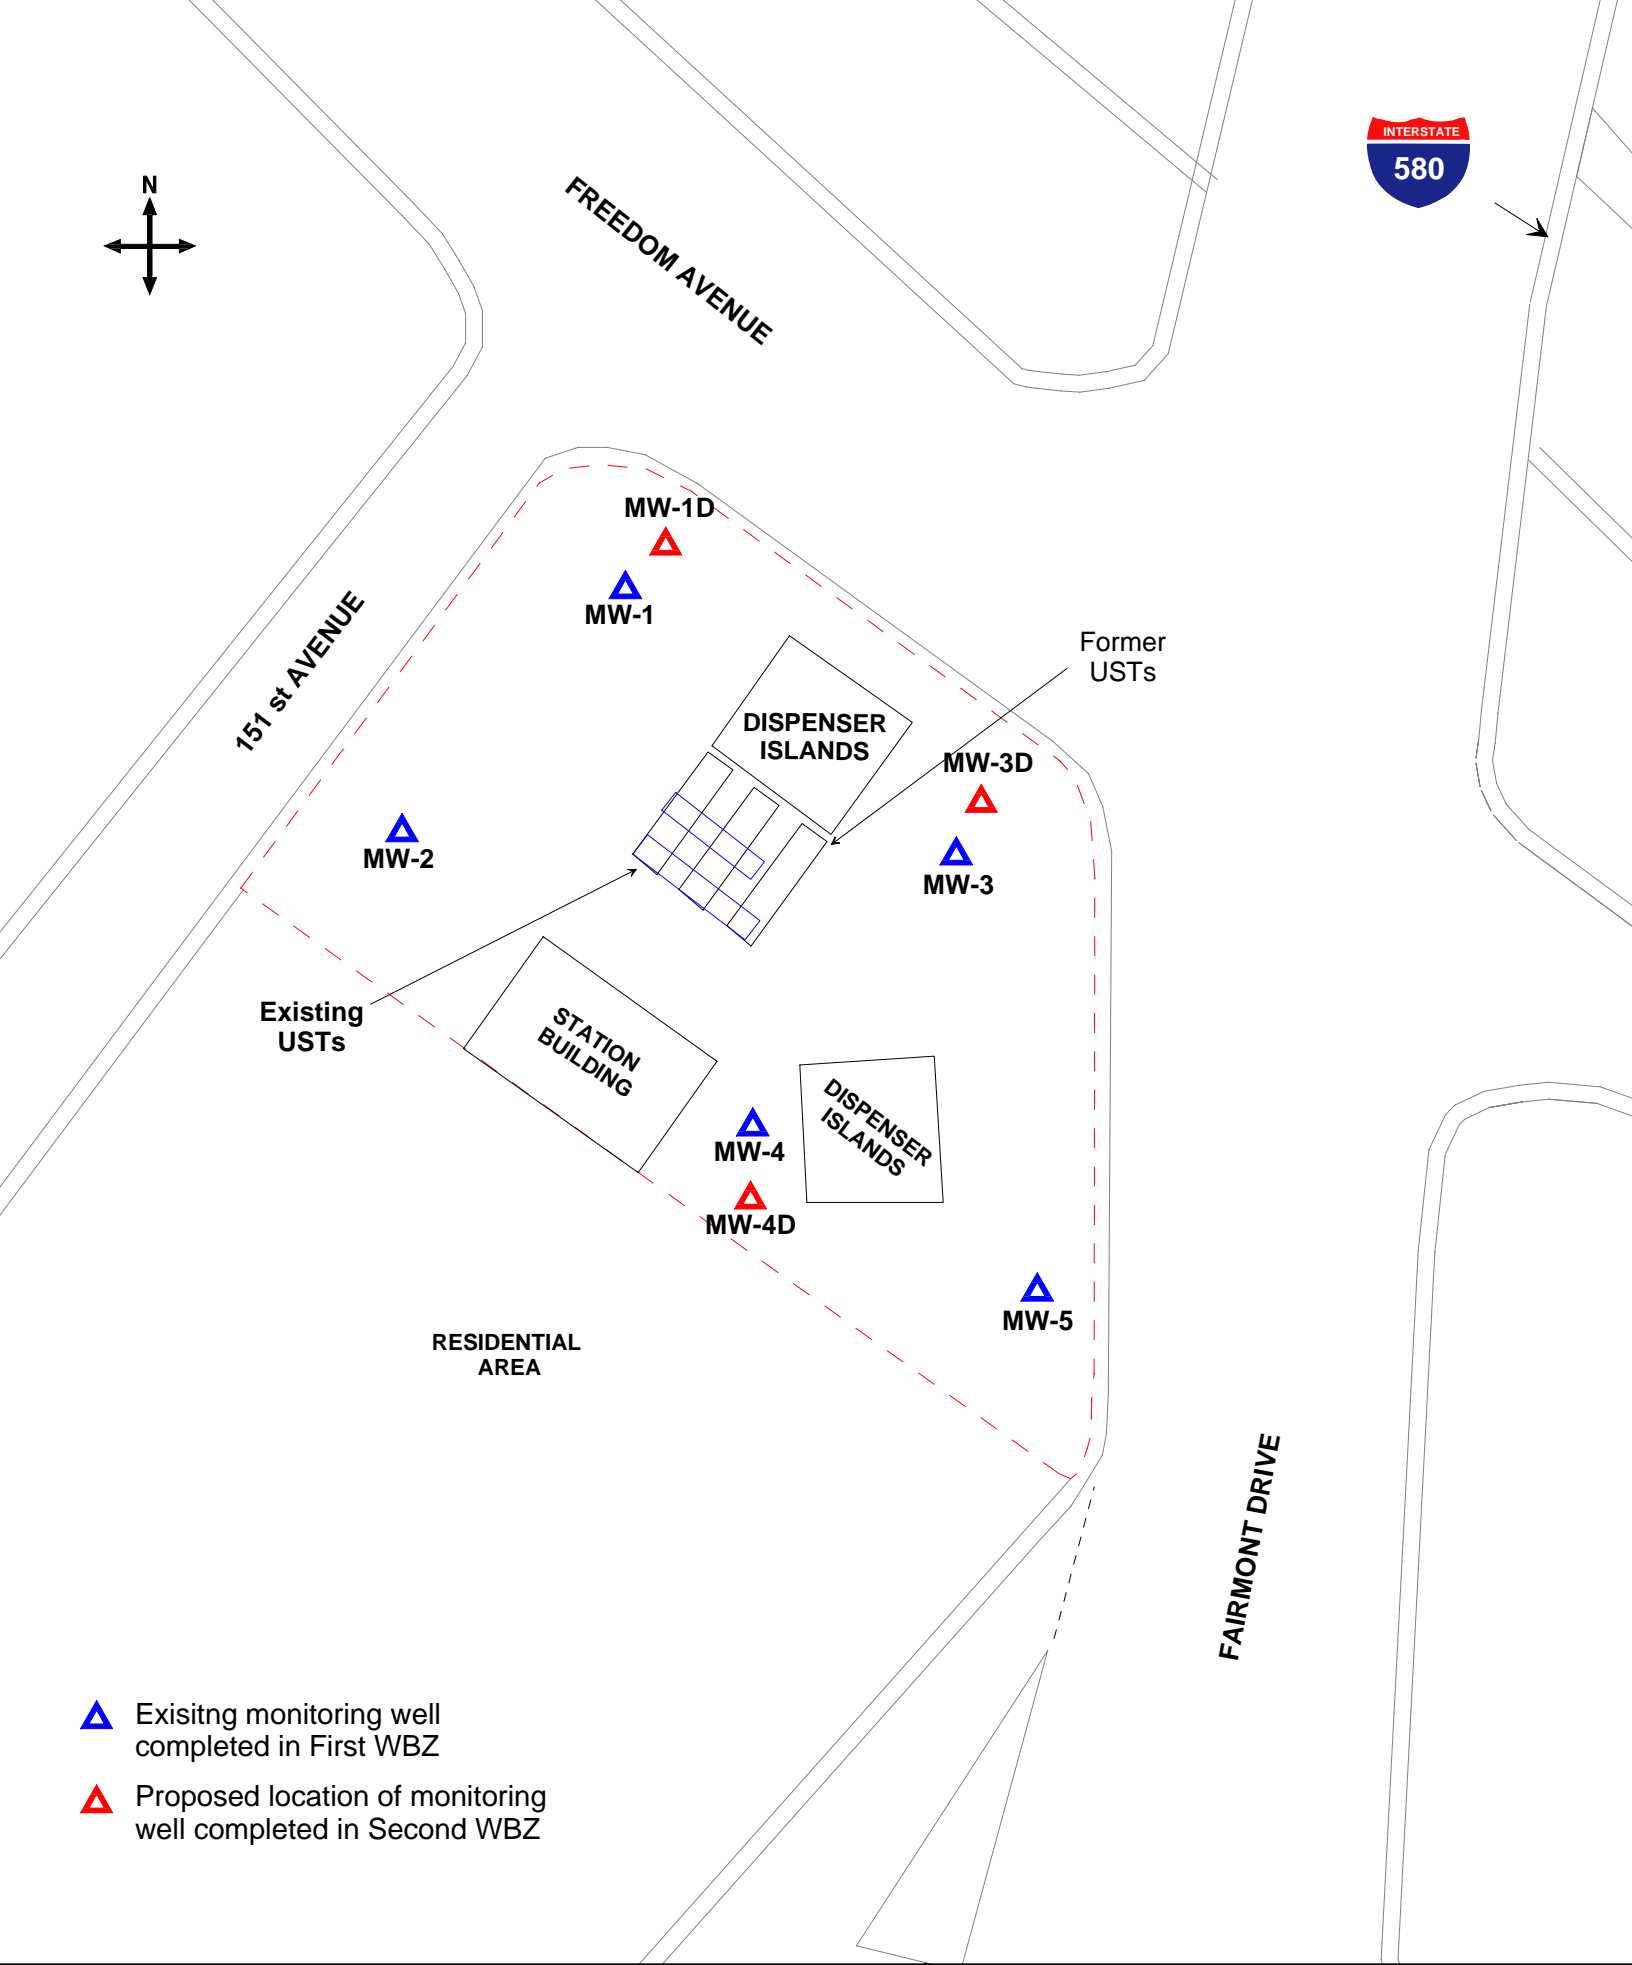 INTERSTATE
580
N
FREEDOM AVENUE
MW-1D
MW-1
151 st AVENUE
Former
USTs
DISPENSER
ISLANDS
MW-3D
MW-2
MW-3
Existing
USTs
STATION
BUILDING
DISPENSER
ISLANDS
MW-4
MW-4D
MW-5
RESIDENTIAL
AREA
FAIRMONT DRIVE
Exisitng monitoring well
completed in First WBZ
Proposed location of monitoring
well completed in Second WBZ